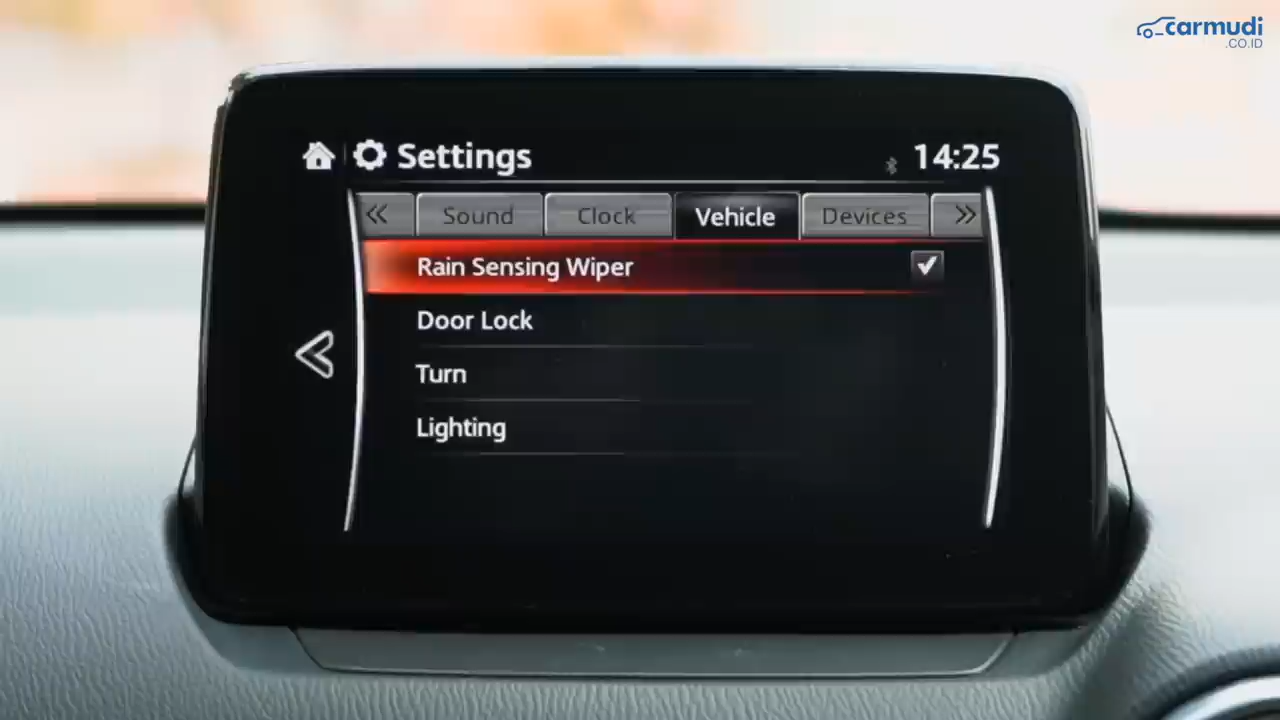 carmudi
.CO.ID
Settings 14:25
« Sound Clock Vehicle Devices »
Rain Sensing Wiper
Door Lock
Turn
Lighting